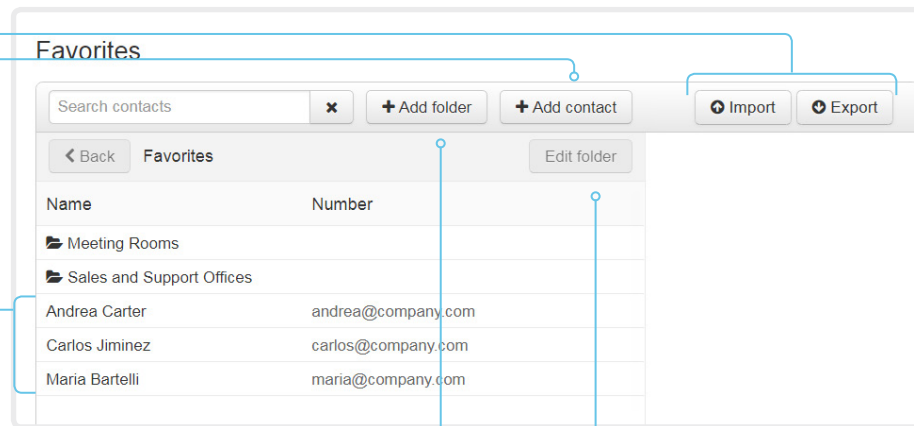 Favorites
Search contacts
Add folder
Add contact
Import
Export
Back
Favorites
Edit folder
Name Number
Meeting Rooms
Sales and Support Offices
Andrea Carter andrea@company.com
Carlos Jiminez carlos@company.com
Maria Bartelli maria@company.com